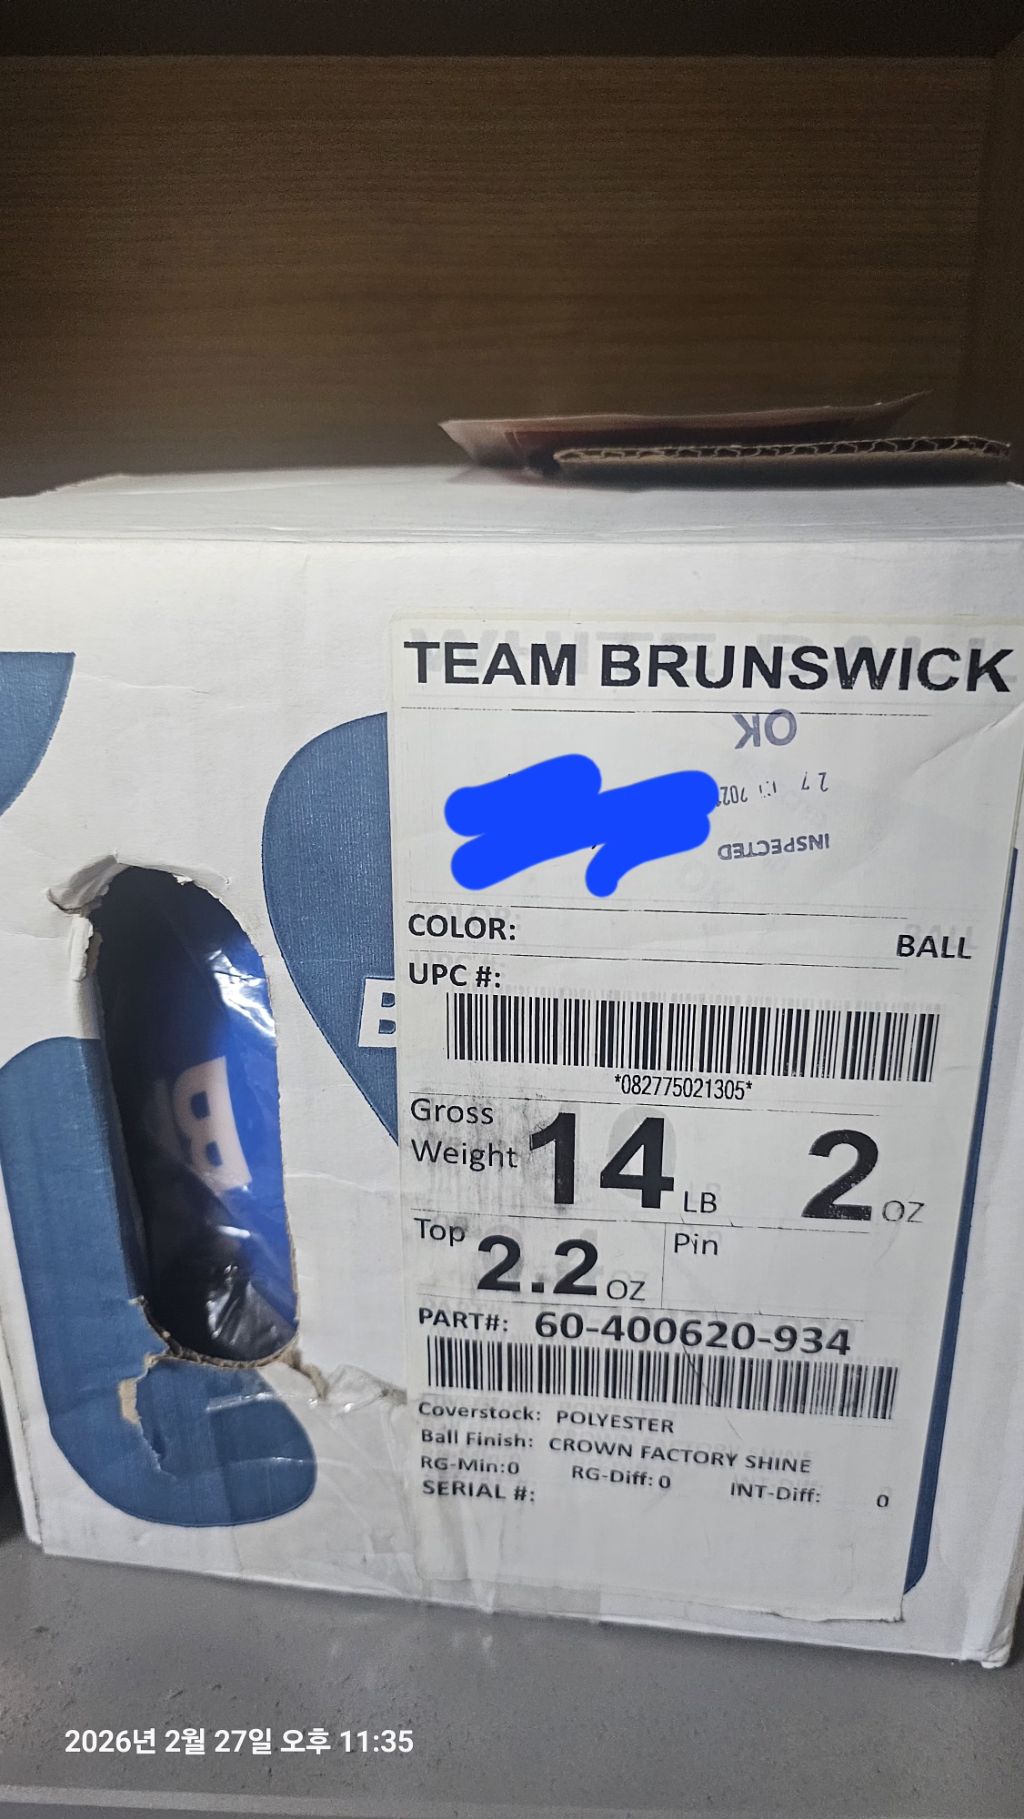 TEAM BRUNSWICK
OK
INSPECTED
COLOR:
BALL
UPC #:
B
B
*082775021305*
Gross
Weight 14 LB 2 OZ
Top 2.2 OZ Pin
PART#: 60-400620-934
Coverstock: POLYESTER
Ball Finish: CROWN FACTORY SHINE
RG-Min:0 RG-Diff: 0 INT-Diff: 0
SERIAL #:
2026년 2월 27일 오후 11:35